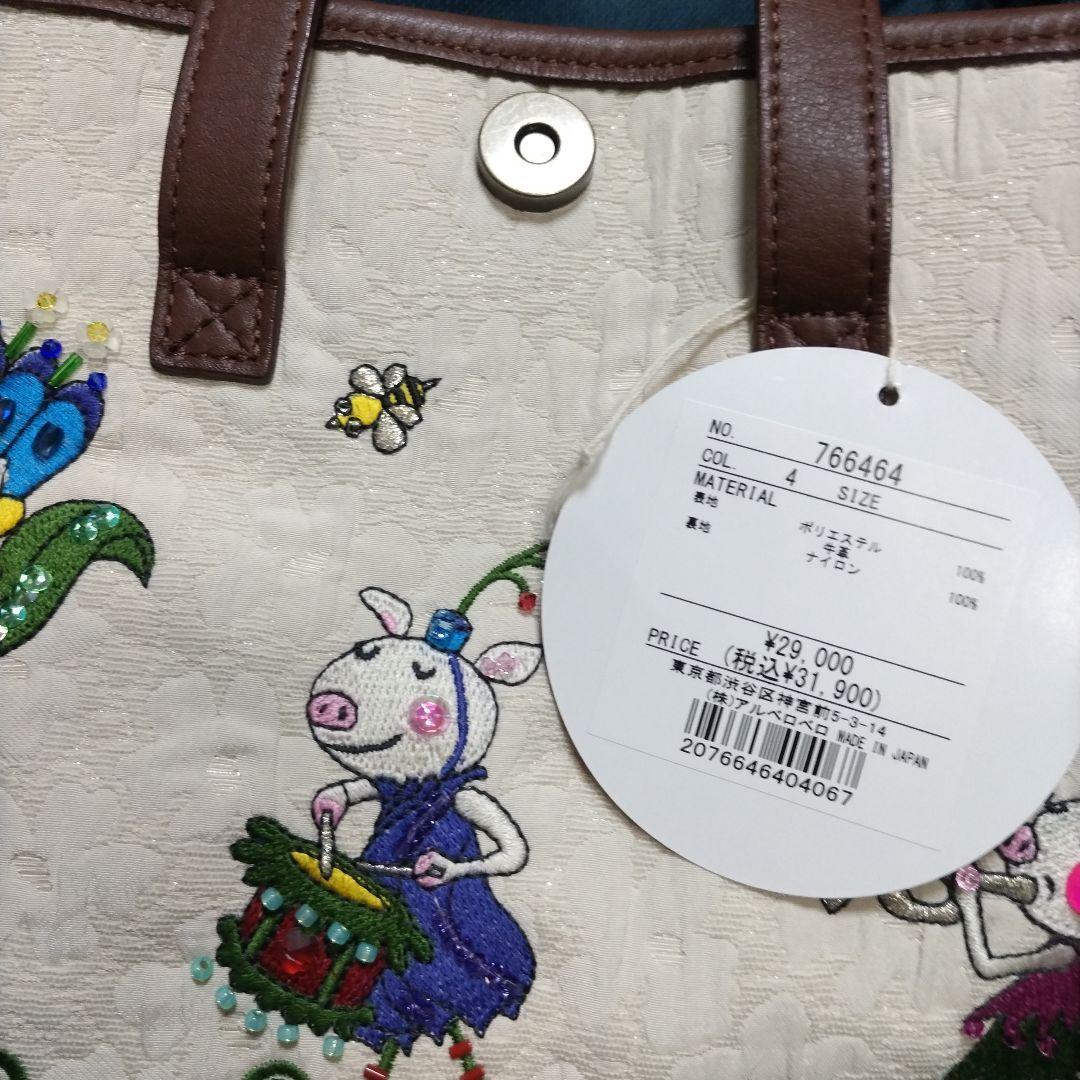 NO. 766464
COL. 4 SIZE
MATERIAL
表地 ポリエステル 100%
牛革
裏地 ナイロン 100%
¥29,000
PRICE (税込¥31,900)
東京都渋谷区神宮前5-3-14
(株)アルベロベロ MADE IN JAPAN
2076646404067